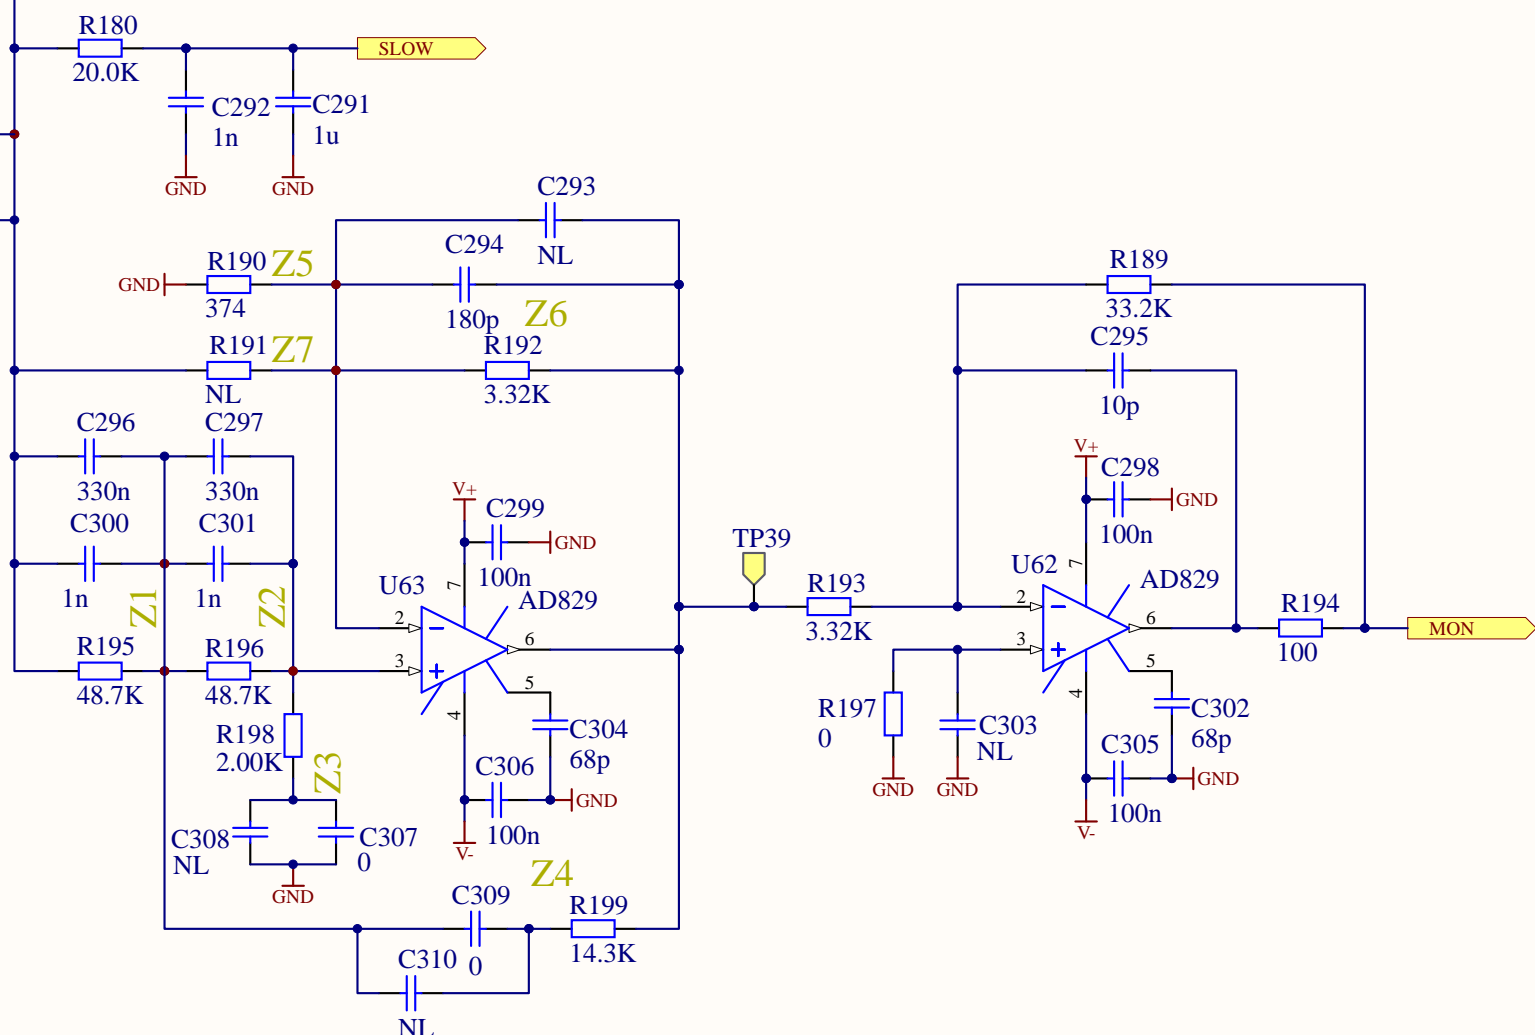 R180
SLOW
20.0K
C292
C291
1n
1u
GND
GND
C293
NL
C294
180p
Z6
GND
R190
Z5
374
R191
Z7
NL
R192
3.32K
R189
33.2K
C295
10p
C296
C297
330n
330n
C300
C301
1n
1n
Z1
Z2
R195
R196
48.7K
48.7K
R198
2.00K
Z3
C308
NL
C307
0
GND
V+
C299
GND
100n
7
U63
AD829
2
3
6
5
4
C304
68p
C306
GND
100n
V-
Z4
C309
0
R199
14.3K
C310
NL
TP39
R193
3.32K
V+
C298
GND
100n
7
U62
AD829
2
3
6
5
4
R194
100
MON
R197
0
C303
NL
GND
GND
C302
68p
C305
GND
100n
V-